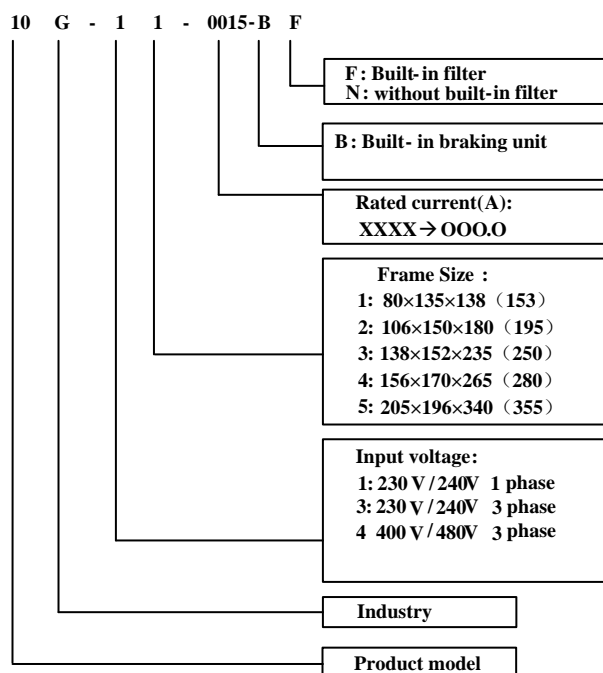 10 G - 1 1 - 0015-B F
F: Built-in filter
N: without built-in filter
B: Built- in braking unit
Rated current(A):
XXXX→OOO.O
Frame Size :
1: 80×135×138（153）
2: 106×150×180（195）
3: 138×152×235（250）
4: 156×170×265（280）
5: 205×196×340（355）
Input voltage:
1: 230 V / 240V 1 phase
3: 230 V / 240V 3 phase
4 400 V / 480V 3 phase
Industry
Product model